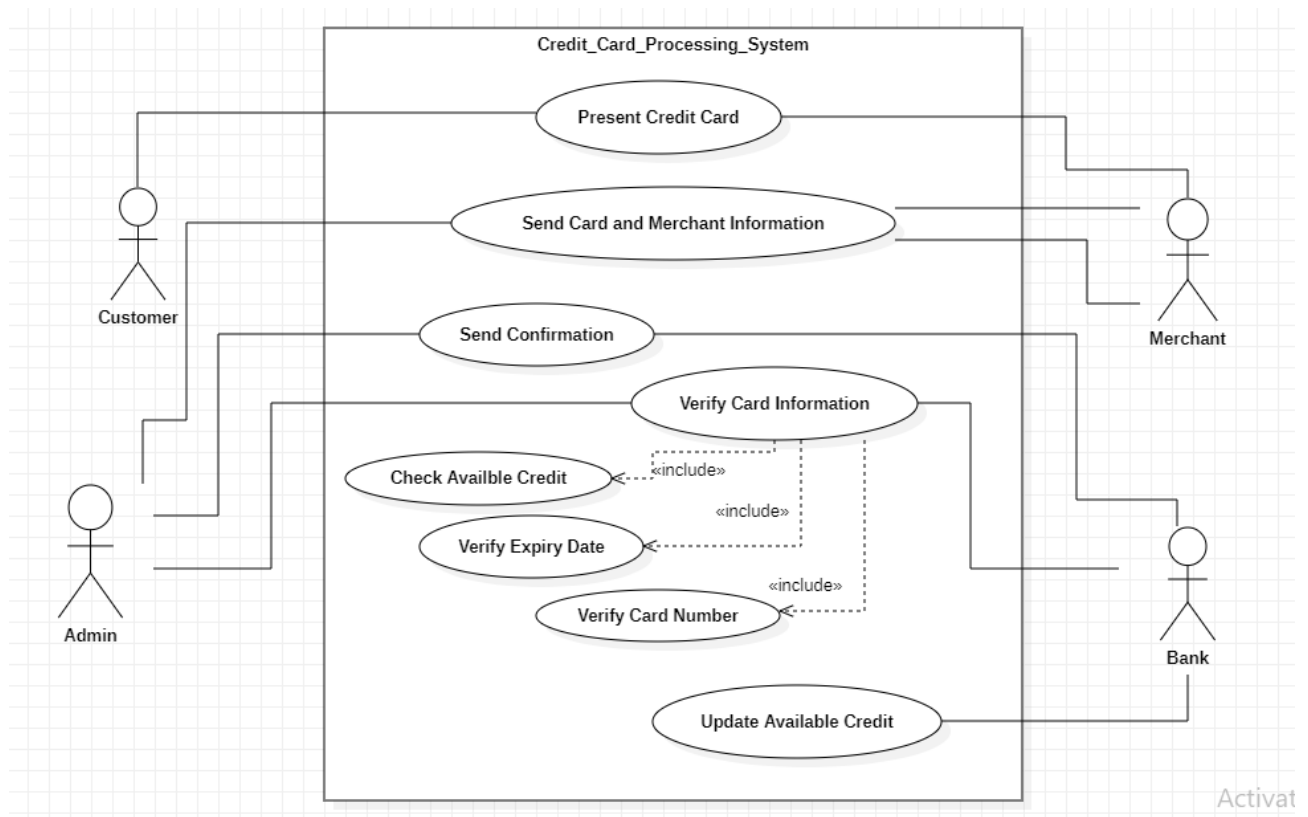 Credit_Card_Processing_System
Present Credit Card
Send Card and Merchant Information
Customer
Send Confirmation
Merchant
Verify Card Information
«include»
Check Availble Credit
«include»
Verify Expiry Date
«include»
Verify Card Number
Admin
Bank
Update Available Credit
Activat